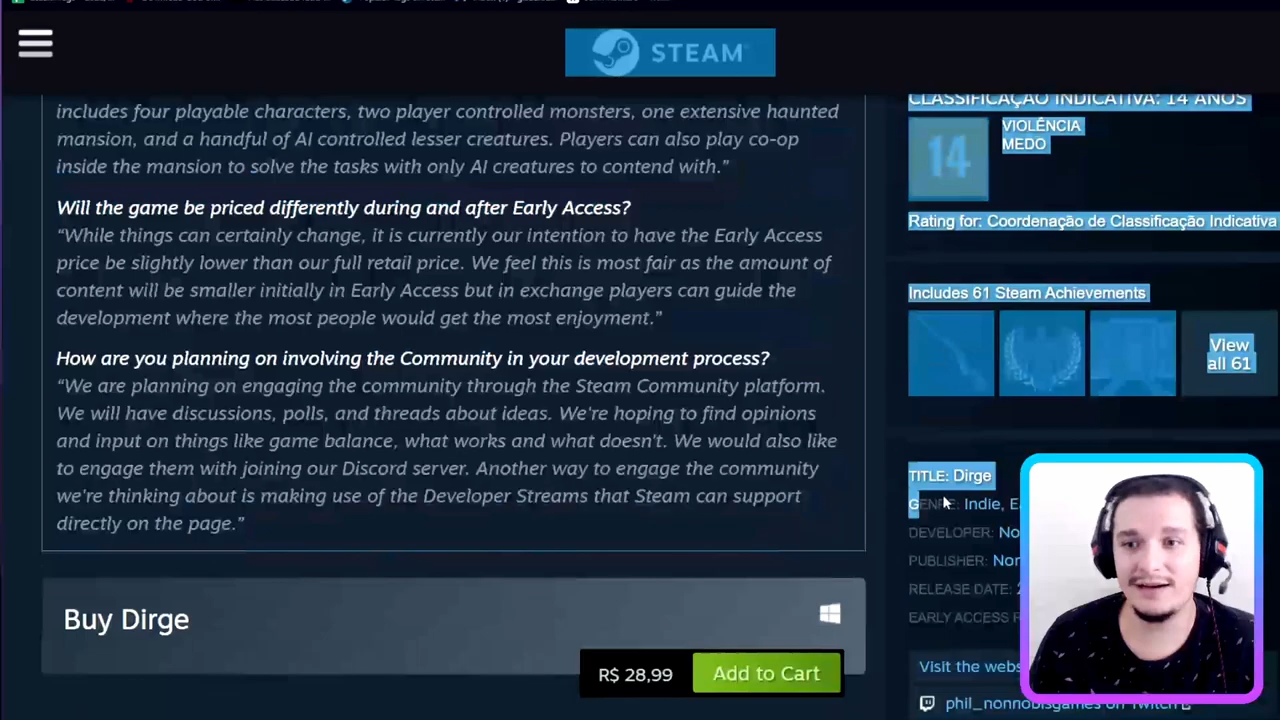 STEAM
includes four playable characters, two player controlled monsters, one extensive haunted
mansion, and a handful of AI controlled lesser creatures. Players can also play co-op
inside the mansion to solve the tasks with only AI creatures to contend with.”
Will the game be priced differently during and after Early Access?
“While things can certainly change, it is currently our intention to have the Early Access
price be slightly lower than our full retail price. We feel this is most fair as the amount of
content will be smaller initially in Early Access but in exchange players can guide the
development where the most people would get the most enjoyment.”
How are you planning on involving the Community in your development process?
“We are planning on engaging the community through the Steam Community platform.
We will have discussions, polls, and threads about ideas. We're hoping to find opinions
and input on things like game balance, what works and what doesn't. We would also like
to engage them with joining our Discord server. Another way to engage the community
we're thinking about is making use of the Developer Streams that Steam can support
directly on the page.”
Buy Dirge
R$ 28,99
Add to Cart
CLASSIFICAÇÃO INDICATIVA: 14 ANOS
14
VIOLÊNCIA
MEDO
Rating for: Coordenação de Classificação Indicativa
Includes 61 Steam Achievements
View
all 61
TITLE: Dirge
GENRE: Indie,
DEVELOPER:
PUBLISHER:
RELEASE DATE:
EARLY ACCESS
Visit the
phil_nonnobisgames on Twitch